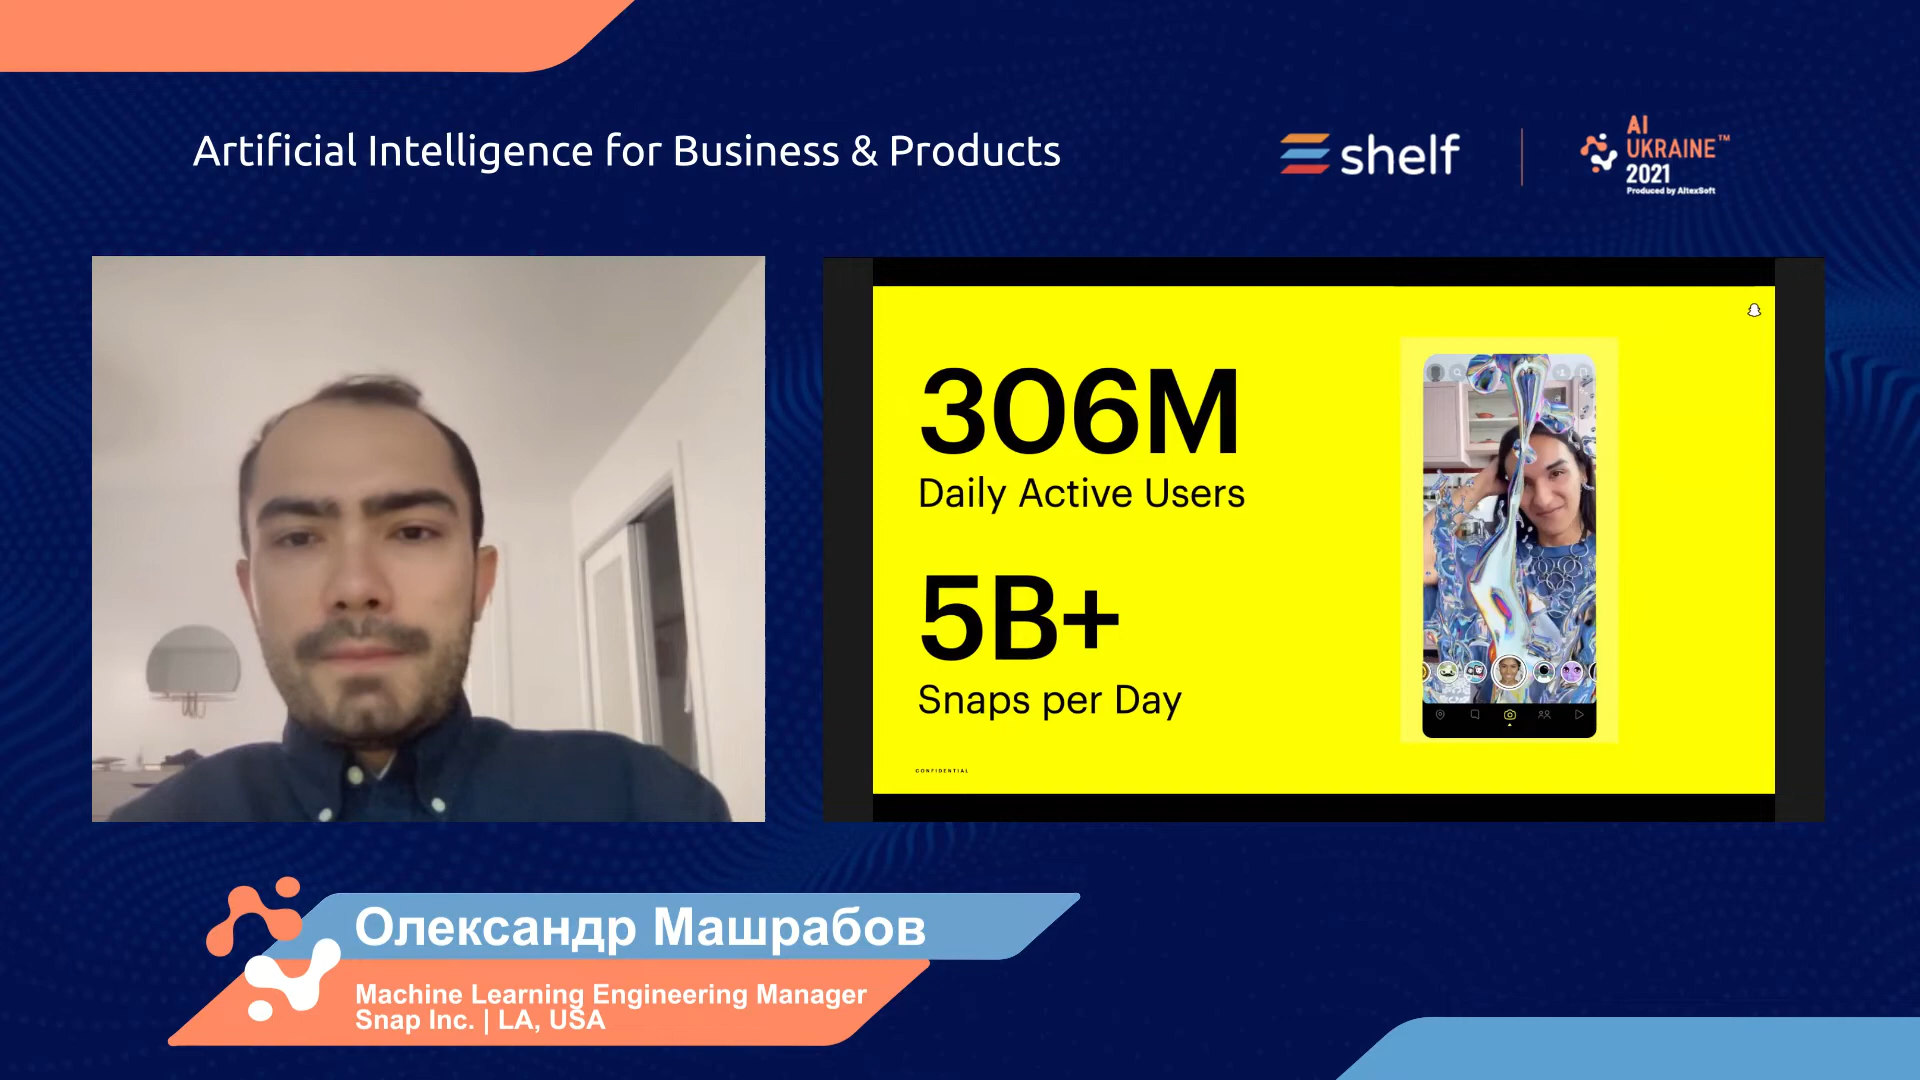 Artificial Intelligence for Business & Products
shelf
AI
UKRAINE™
2021
Produced by AltexSoft
306M
Daily Active Users
5B+
Snaps per Day
CONFIDENTIAL
Олександр Машрабов
Machine Learning Engineering Manager
Snap Inc. | LA, USA